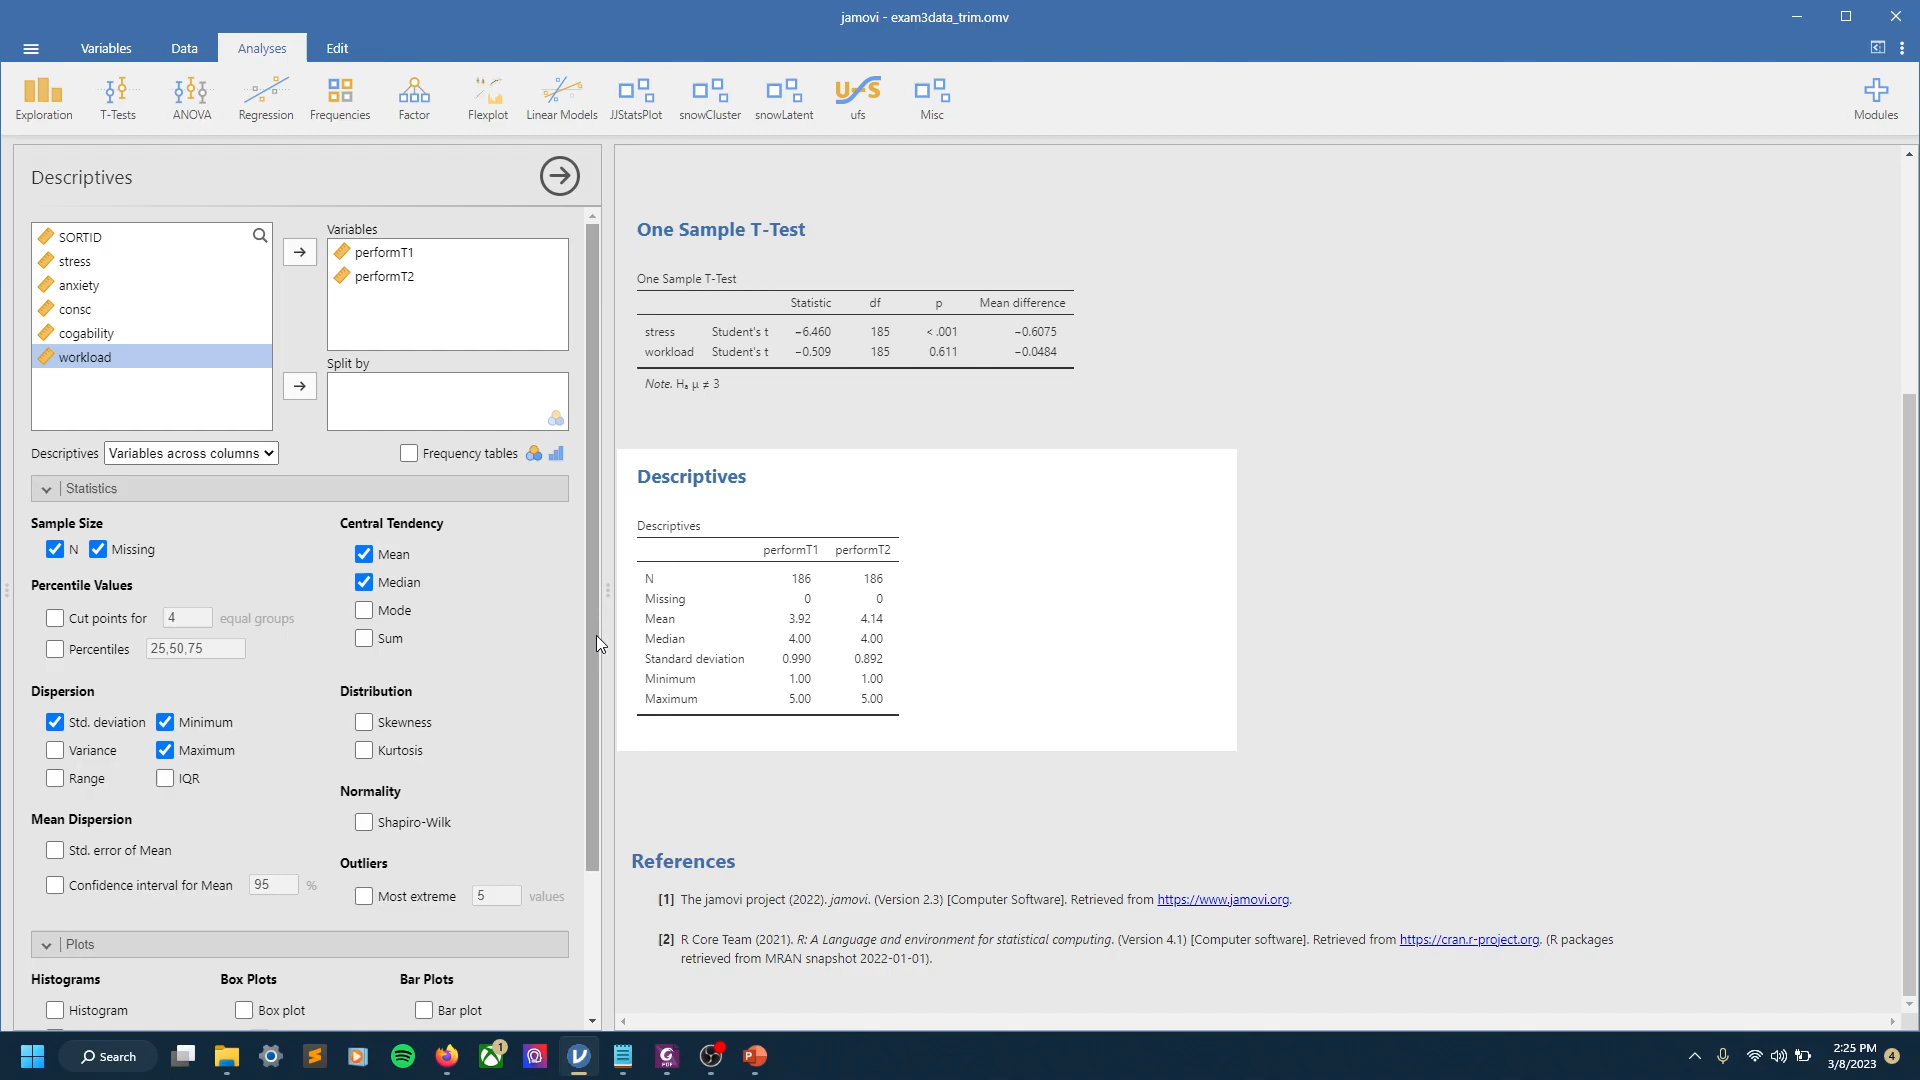 jamovi - exam3data_trim.omv
Variables Data Analyses Edit
Exploration T-Tests ANOVA Regression Frequencies Factor Flexplot Linear Models JJStatsPlot snowCluster snowLatent ufs Misc Modules
Descriptives
SORTID
stress
anxiety
consc
cogability
workload
Variables
performT1
performT2
Split by
Descriptives Variables across columns Frequency tables
Statistics
Sample Size
N Missing
Percentile Values
Cut points for 4 equal groups
Percentiles 25,50,75
Dispersion
Std. deviation Minimum
Variance Maximum
Range IQR
Mean Dispersion
Std. error of Mean
Confidence interval for Mean 95 %
Central Tendency
Mean
Median
Mode
Sum
Distribution
Skewness
Kurtosis
Normality
Shapiro-Wilk
Outliers
Most extreme 5 values
Plots
Histograms Box Plots Bar Plots
Histogram Box plot Bar plot
One Sample T-Test
One Sample T-Test
Statistic df p Mean difference
stress Student's t −6.460 185 < .001 −0.6075
workload Student's t −0.509 185 0.611 −0.0484
Note. Hₐ μ ≠ 3
Descriptives
Descriptives
performT1 performT2
N 186 186
Missing 0 0
Mean 3.92 4.14
Median 4.00 4.00
Standard deviation 0.990 0.892
Minimum 1.00 1.00
Maximum 5.00 5.00
References
[1] The jamovi project (2022). jamovi. (Version 2.3) [Computer Software]. Retrieved from https://www.jamovi.org.
[2] R Core Team (2021). R: A Language and environment for statistical computing. (Version 4.1) [Computer software]. Retrieved from https://cran.r-project.org. (R packages
retrieved from MRAN snapshot 2022-01-01).
Search
1
2:25 PM
3/8/2023
4